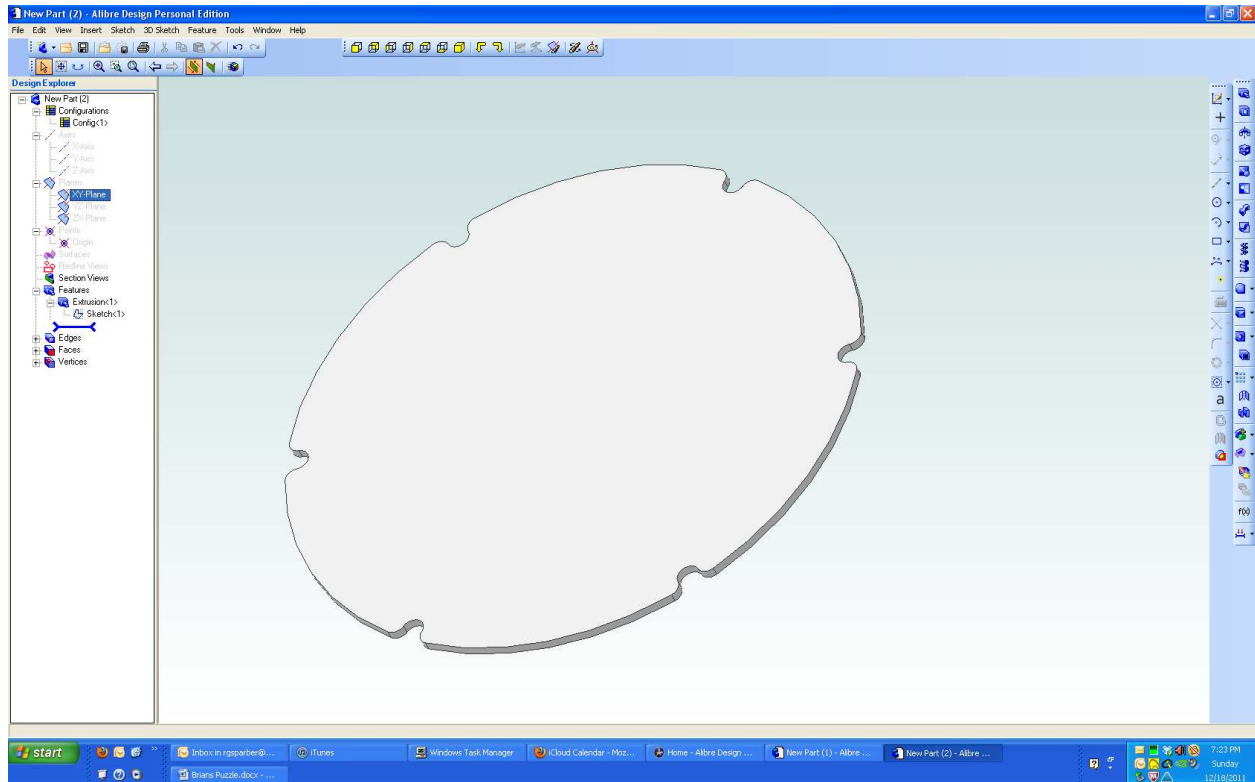 New Part (2) - Alibre Design Personal Edition
File Edit View Insert Sketch 3D Sketch Feature Tools Window Help
Design Explorer
New Part (2)
Configurations
Config<1>
Axes
X-Axis
Y-Axis
Z-Axis
Planes
XY-Plane
YZ-Plane
ZX-Plane
Points
Origin
Surfaces
Redline Views
Section Views
Features
Extrusion<1>
Sketch<1>
Edges
Faces
Vertices
a
f(x)
start
Inbox in rgsparber@...
iTunes
Windows Task Manager
iCloud Calendar - Moz...
Home - Alibre Design ...
New Part (1) - Alibre ...
New Part (2) - Alibre ...
7:23 PM
Sunday
Brians Puzzle.docx - ...
12/18/2011